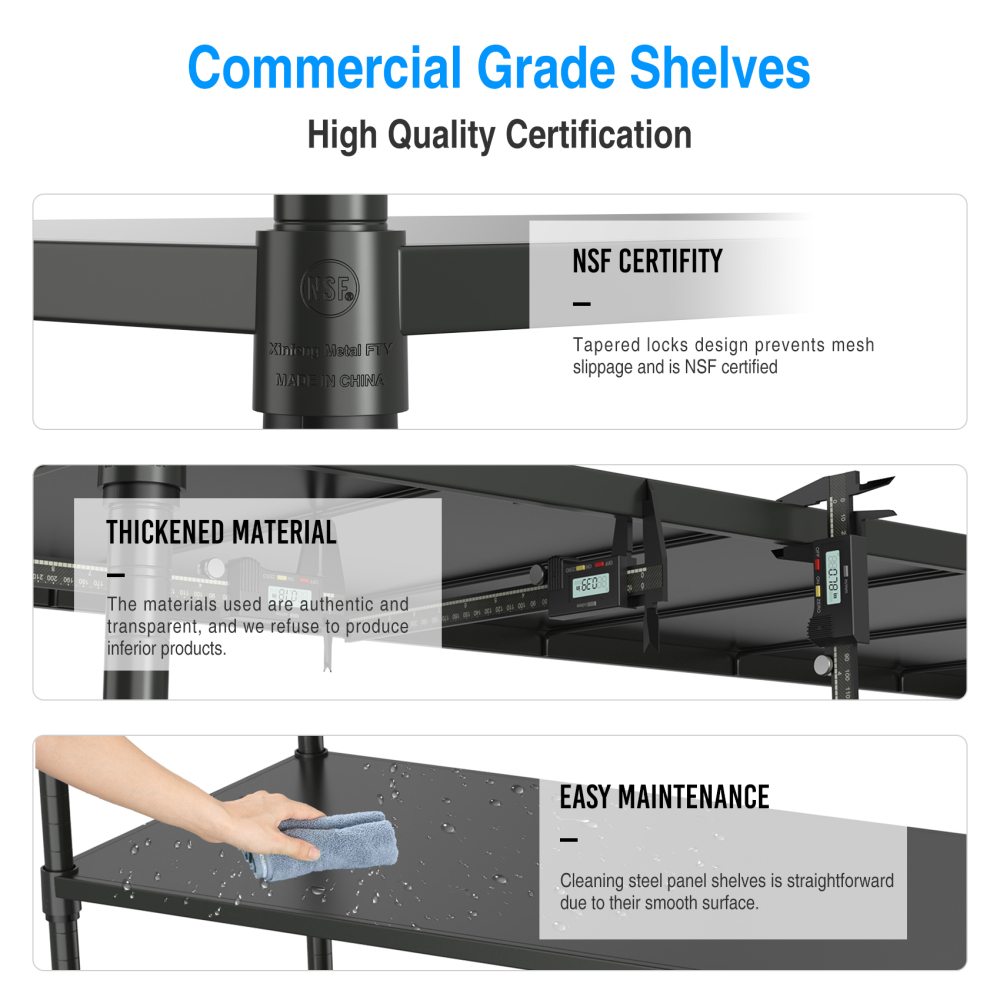 Commercial Grade Shelves
High Quality Certification
NSF®
Xinfeng Metal FTY
MADE IN CHINA
NSF CERTIFITY
Tapered locks design prevents mesh
slippage and is NSF certified
THICKENED MATERIAL
The materials used are authentic and
transparent, and we refuse to produce
inferior products.
EASY MAINTENANCE
Cleaning steel panel shelves is straightforward
due to their smooth surface.